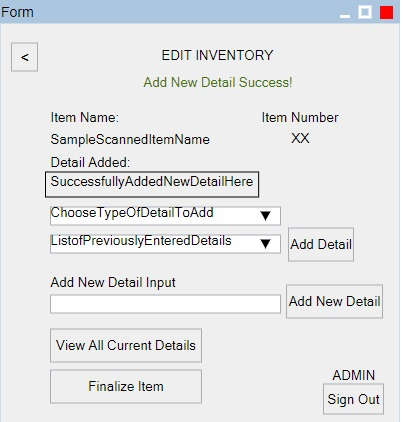 Form
<
EDIT INVENTORY
Add New Detail Success!
Item Name:
Item Number
SampleScannedItemName
XX
Detail Added:
SuccessfullyAddedNewDetailHere
ChooseTypeOfDetailToAdd
ListofPreviouslyEnteredDetails
Add Detail
Add New Detail Input
Add New Detail
View All Current Details
Finalize Item
ADMIN
Sign Out